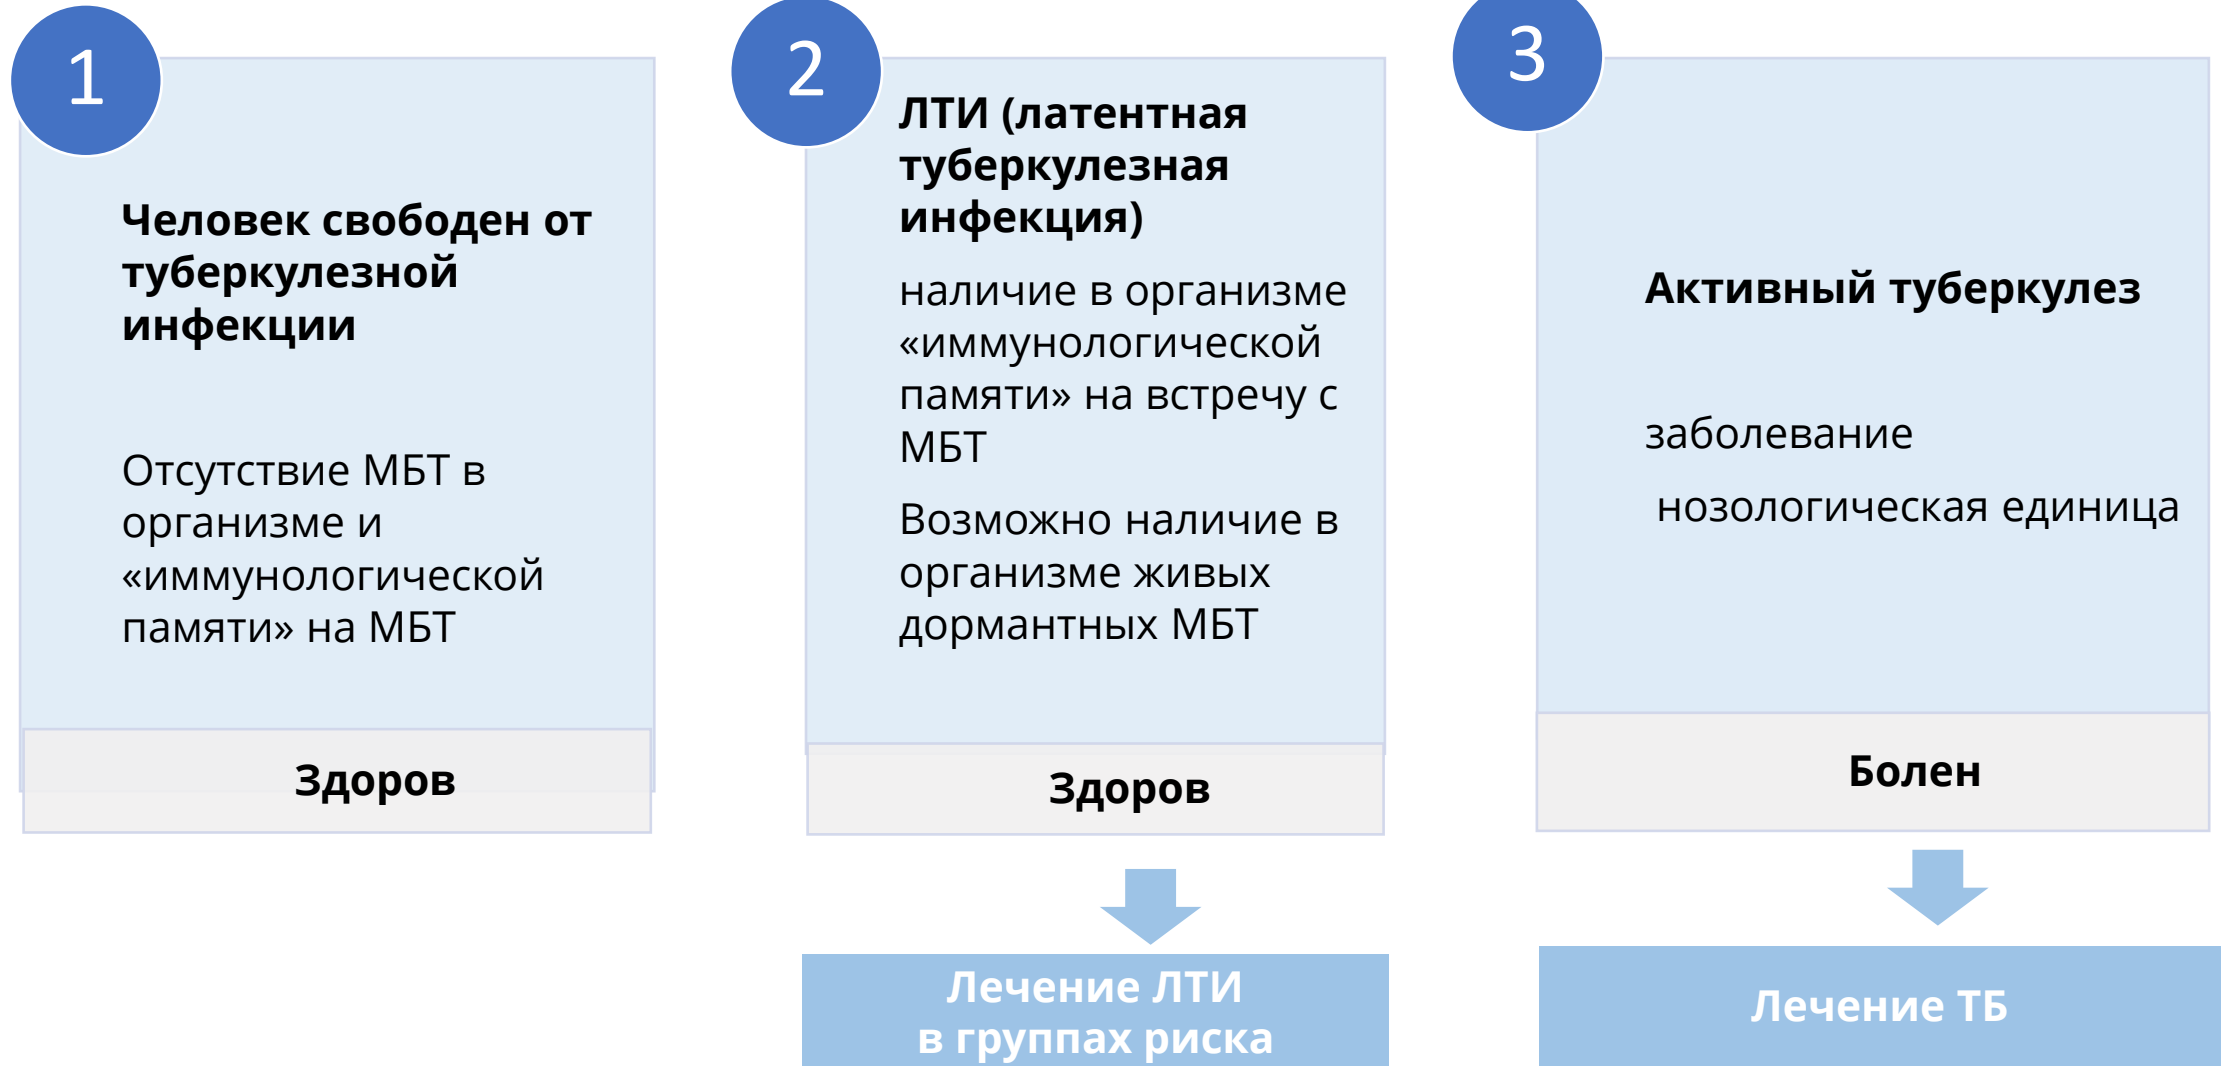 1
Человек свободен от
туберкулезной
инфекции
Отсутствие МБТ в
организме и
«иммунологической
памяти» на МБТ
Здоров
2
ЛТИ (латентная
туберкулезная
инфекция)
наличие в организме
«иммунологической
памяти» на встречу с
МБТ
Возможно наличие в
организме живых
дормантных МБТ
Здоров
Лечение ЛТИ
в группах риска
3
Активный туберкулез
заболевание
нозологическая единица
Болен
Лечение ТБ